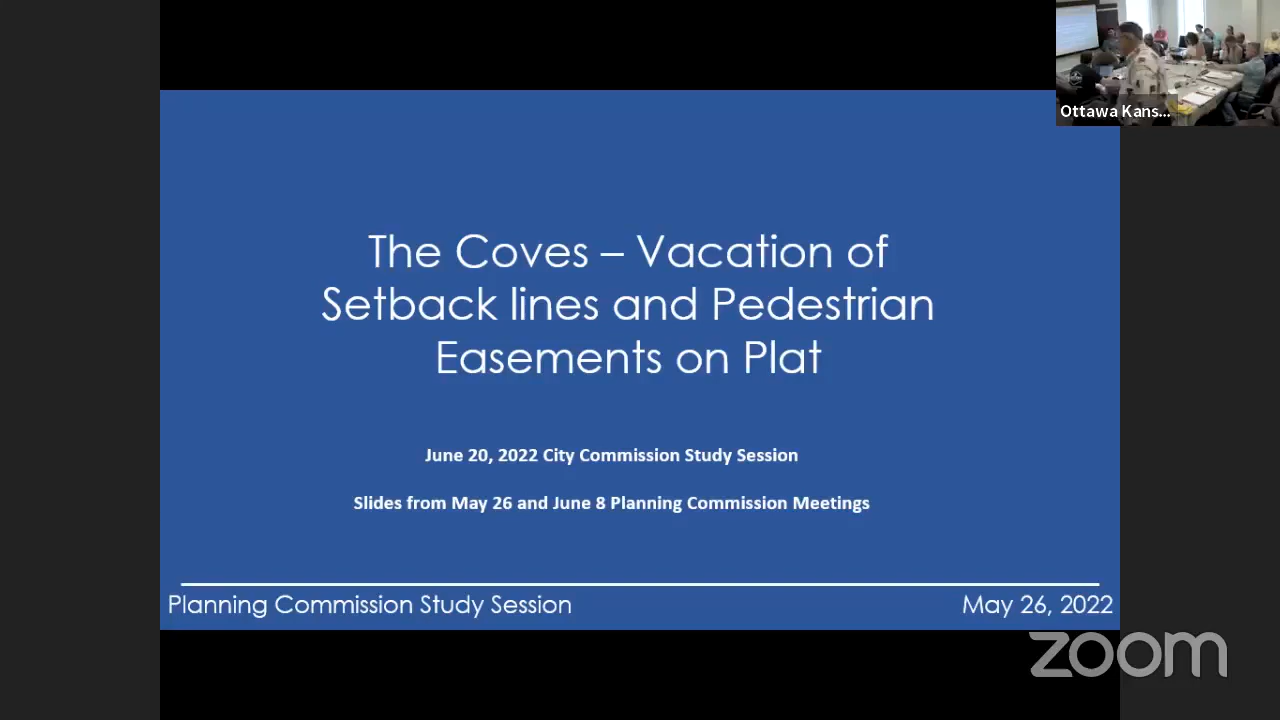 Ottawa Kans...
The Coves – Vacation of
Setback lines and Pedestrian
Easements on Plat
June 20, 2022 City Commission Study Session
Slides from May 26 and June 8 Planning Commission Meetings
Planning Commission Study Session
May 26, 2022
zoom